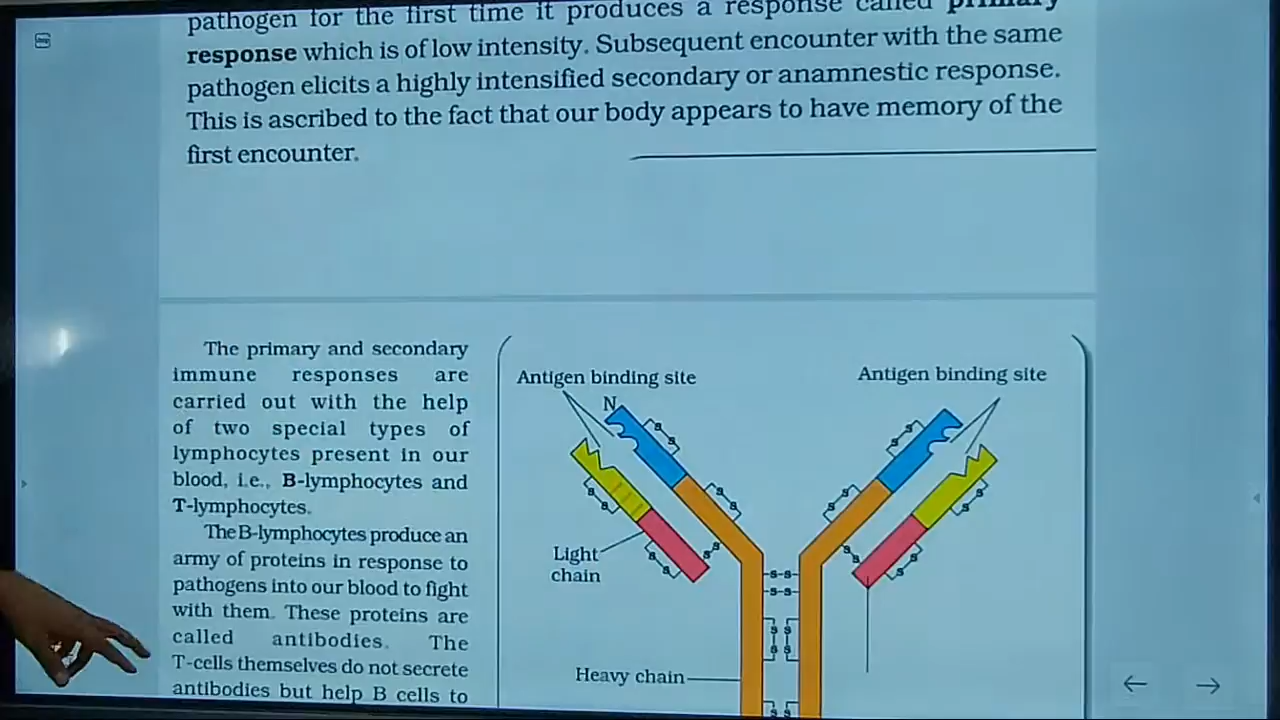 pathogen for the first time it produces a response called primary
response which is of low intensity. Subsequent encounter with the same
pathogen elicits a highly intensified secondary or anamnestic response.
This is ascribed to the fact that our body appears to have memory of the
first encounter.
The primary and secondary
immune responses are
carried out with the help
of two special types of
lymphocytes present in our
blood, i.e., B-lymphocytes and
T-lymphocytes.
The B-lymphocytes produce an
army of proteins in response to
pathogens into our blood to fight
with them. These proteins are
called antibodies. The
T-cells themselves do not secrete
antibodies but help B cells to
Antigen binding site
Antigen binding site
N
s s
s s
s s
s s
s s
s s
s s
s s
s s
s s
s s
s s
Light
chain
s-s
s-s
s s
s s
Heavy chain
s s